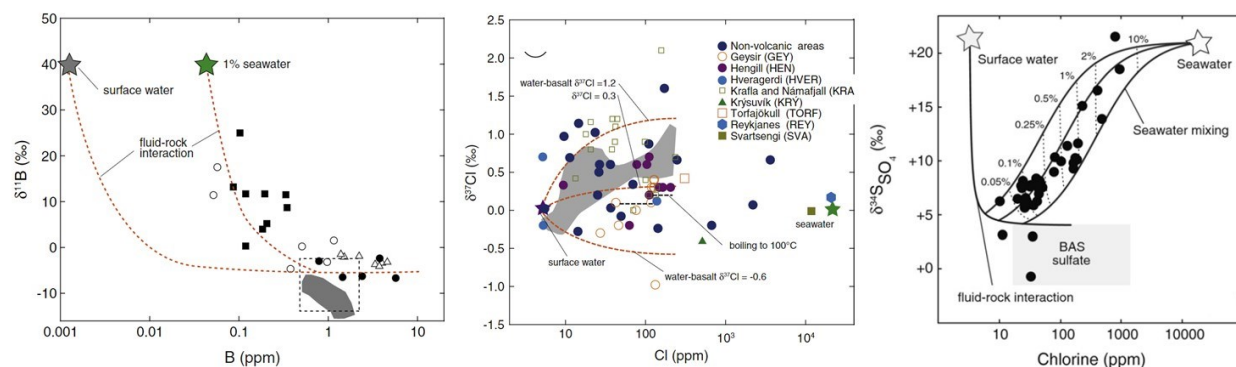 50
40
30
20
10
0
-10
0.001
0.01
0.1
1
10
δ¹¹B (‰)
B (ppm)
surface water
1% seawater
fluid-rock
interaction
2.5
2.0
1.5
1.0
0.5
0.0
-0.5
-1.0
-1.5
10
100
10³
10⁴
δ³⁷Cl (‰)
Cl (ppm)
Non-volcanic areas
Geysir (GEY)
Hengill (HEN)
Hveragerdi (HVER)
Krafla and Námafjall (KRA
Krýsuvík (KRÝ)
Torfajökull (TORF)
Reykjanes (REY)
Svartsengi (SVA)
water-basalt δ³⁷Cl =1.2
δ³⁷Cl = 0.3
seawater
boiling to 100°C
surface water
water-basalt δ³⁷Cl = -0.6
+20
+15
+10
+5
+0
10
100
1000
10000
δ³⁴S SO₄ (‰)
Chlorine (ppm)
Surface water
Seawater
10%
2%
1%
0.5%
0.25%
0.1%
0.05%
Seawater mixing
BAS
sulfate
fluid-rock interaction